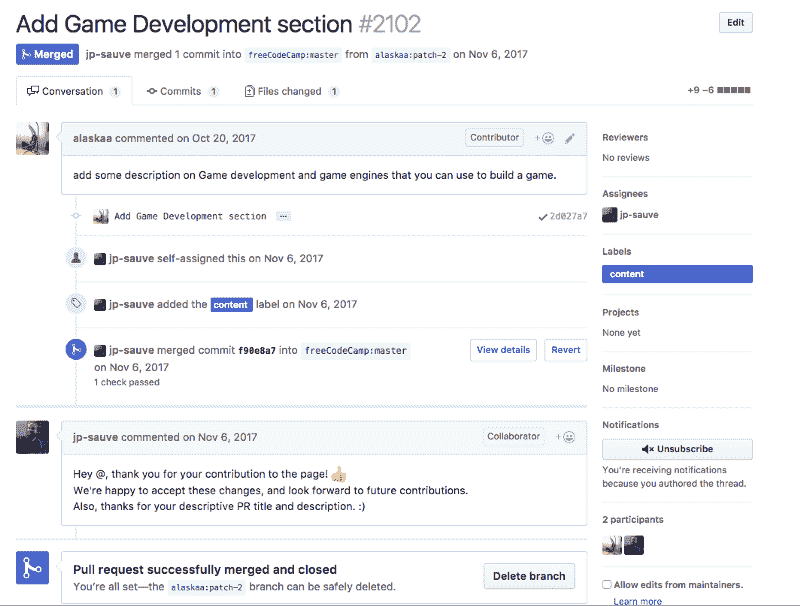 Add Game Development section #2102
Edit
Merged jp-sauve merged 1 commit into freeCodeCamp:master from alaskaa:patch-2 on Nov 6, 2017
Conversation 1 Commits 1 Files changed 1 +9 −6
alaskaa commented on Oct 20, 2017 Contributor
add some description on Game development and game engines that you can use to build a game.
Add Game Development section ... 2d027a7
jp-sauve self-assigned this on Nov 6, 2017
jp-sauve added the content label on Nov 6, 2017
jp-sauve merged commit f90e8a7 into freeCodeCamp:master
on Nov 6, 2017
1 check passed
View details Revert
jp-sauve commented on Nov 6, 2017 Collaborator
Hey @, thank you for your contribution to the page! 👍🏼
We're happy to accept these changes, and look forward to future contributions.
Also, thanks for your descriptive PR title and description. :)
Pull request successfully merged and closed
You're all set—the alaskaa:patch-2 branch can be safely deleted.
Delete branch
Reviewers
No reviews
Assignees
jp-sauve
Labels
content
Projects
None yet
Milestone
No milestone
Notifications
Unsubscribe
You're receiving notifications
because you authored the thread.
2 participants
Allow edits from maintainers.
Learn more